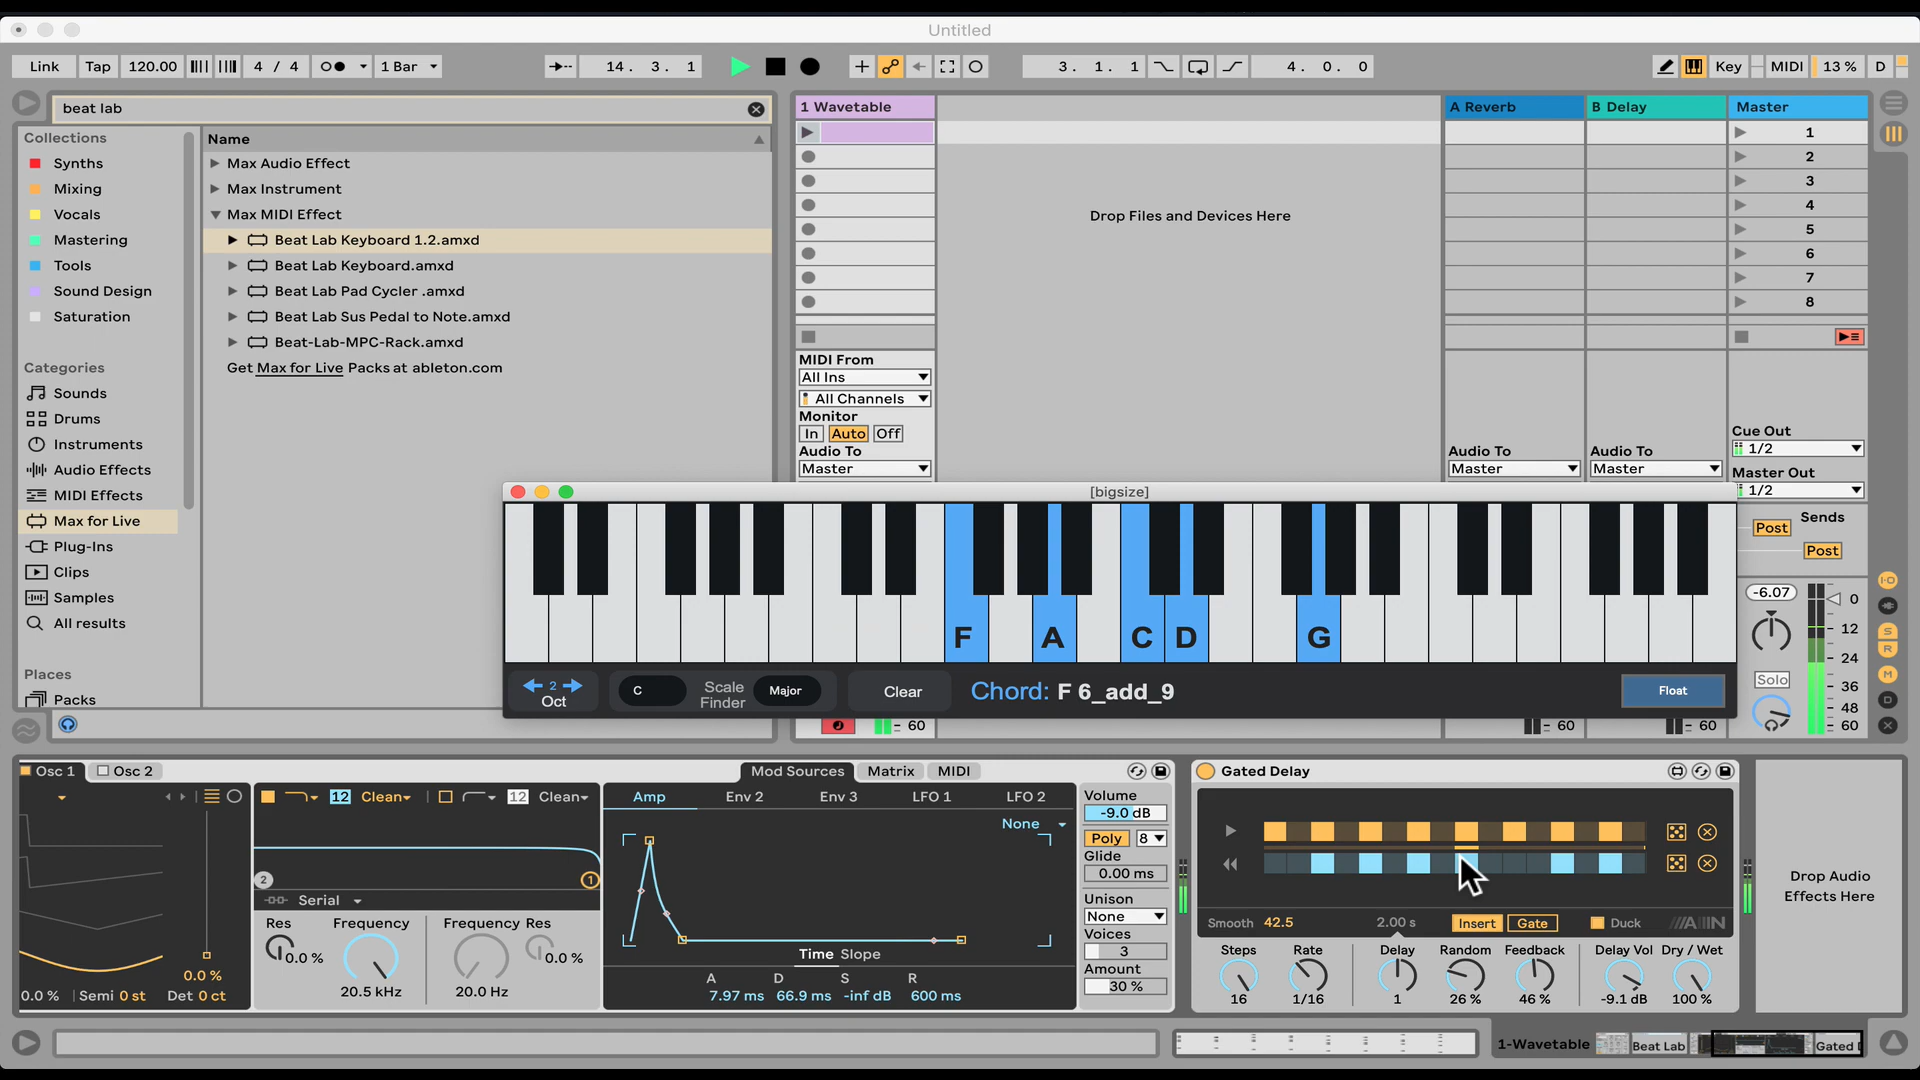 Untitled
Link Tap 120.00 4 / 4 1 Bar 14. 3. 1 3. 1. 1 4. 0. 0 Key MIDI 13 % D
beat lab
Collections
Synths
Mixing
Vocals
Mastering
Tools
Sound Design
Saturation
Categories
Sounds
Drums
Instruments
Audio Effects
MIDI Effects
Max for Live
Plug-Ins
Clips
Samples
All results
Places
Packs
Name
Max Audio Effect
Max Instrument
Max MIDI Effect
Beat Lab Keyboard 1.2.amxd
Beat Lab Keyboard.amxd
Beat Lab Pad Cycler .amxd
Beat Lab Sus Pedal to Note.amxd
Beat-Lab-MPC-Rack.amxd
Get Max for Live Packs at ableton.com
1 Wavetable
MIDI From
All Ins
All Channels
Monitor
In Auto Off
Audio To
Master
60
Drop Files and Devices Here
A Reverb
Audio To
Master
60
B Delay
Audio To
Master
60
Master
1
2
3
4
5
6
7
8
Cue Out
1/2
Master Out
1/2
Sends
Post
Post
-6.07
0
12
24
36
48
60
Solo
I-O
S
R
M
D
X
[bigsize]
F A C D G
2
Oct
C
Scale
Finder
Major
Clear
Chord: F 6_add_9
Float
Osc 1 Osc 2
0.0 %
0.0 % Semi 0 st Det 0 ct
12 Clean 12 Clean
2 1
Serial
Res Frequency Frequency Res
0.0 % 0.0 %
20.5 kHz 20.0 Hz
Mod Sources Matrix MIDI
Amp Env 2 Env 3 LFO 1 LFO 2
None
Time Slope
A D S R
7.97 ms 66.9 ms -inf dB 600 ms
Volume
-9.0 dB
Poly 8
Glide
0.00 ms
Unison
None
Voices
3
Amount
30 %
Gated Delay
Smooth 42.5 2.00 s Insert Gate Duck
Steps Rate Delay Random Feedback Delay Vol Dry / Wet
16 1/16 1 26 % 46 % -9.1 dB 100 %
Drop Audio
Effects Here
1-Wavetable Beat Lab Gated